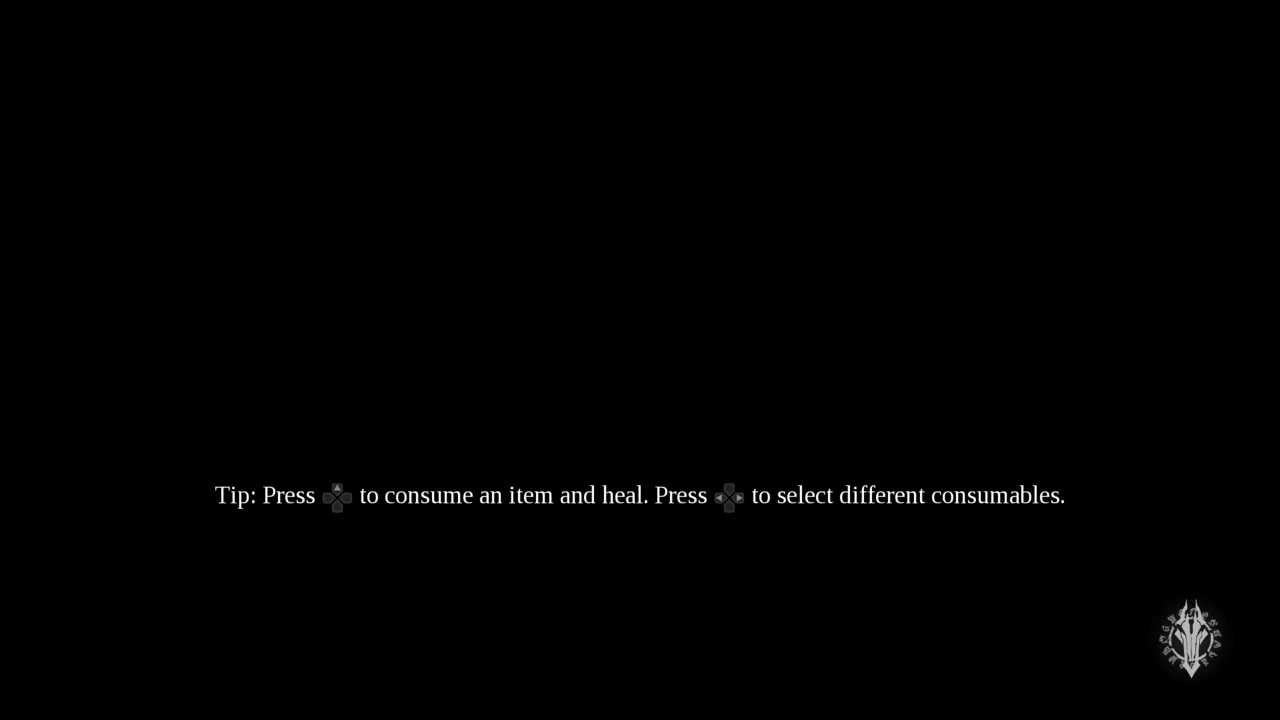 Tip: Press to consume an item and heal. Press to select different consumables.